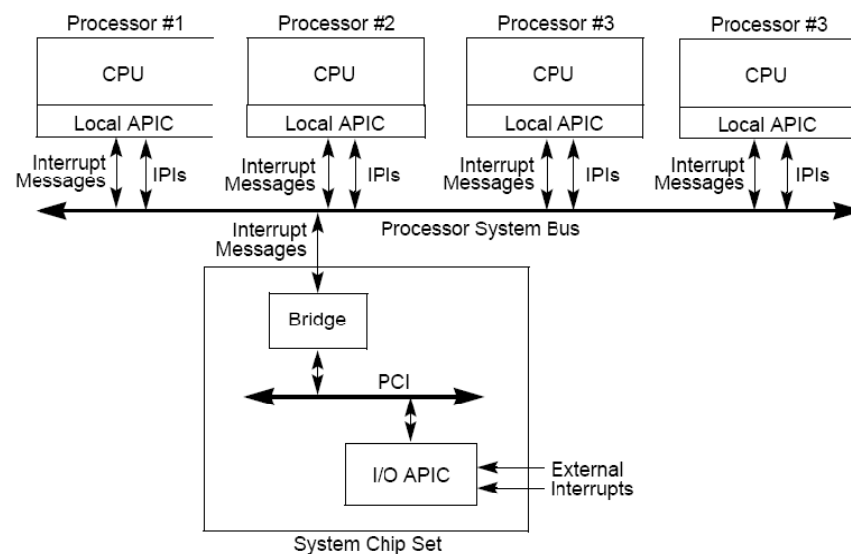 Processor #1
Processor #2
Processor #3
Processor #3
CPU
CPU
CPU
CPU
Local APIC
Local APIC
Local APIC
Local APIC
Interrupt
Messages
IPIs
Interrupt
Messages
IPIs
Interrupt
Messages
IPIs
Interrupt
Messages
IPIs
Processor System Bus
Interrupt
Messages
Bridge
PCI
I/O APIC
External
Interrupts
System Chip Set